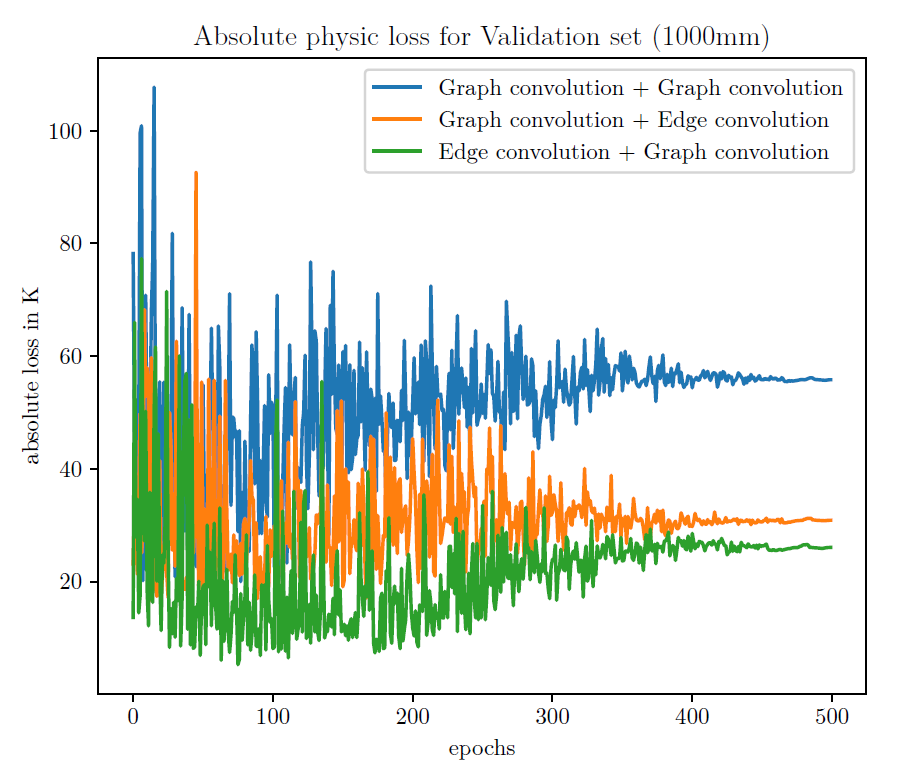 Absolute physic loss for Validation set (1000mm)
Graph convolution + Graph convolution
Graph convolution + Edge convolution
Edge convolution + Graph convolution
absolute loss in K
100
80
60
40
20
0 100 200 300 400 500
epochs